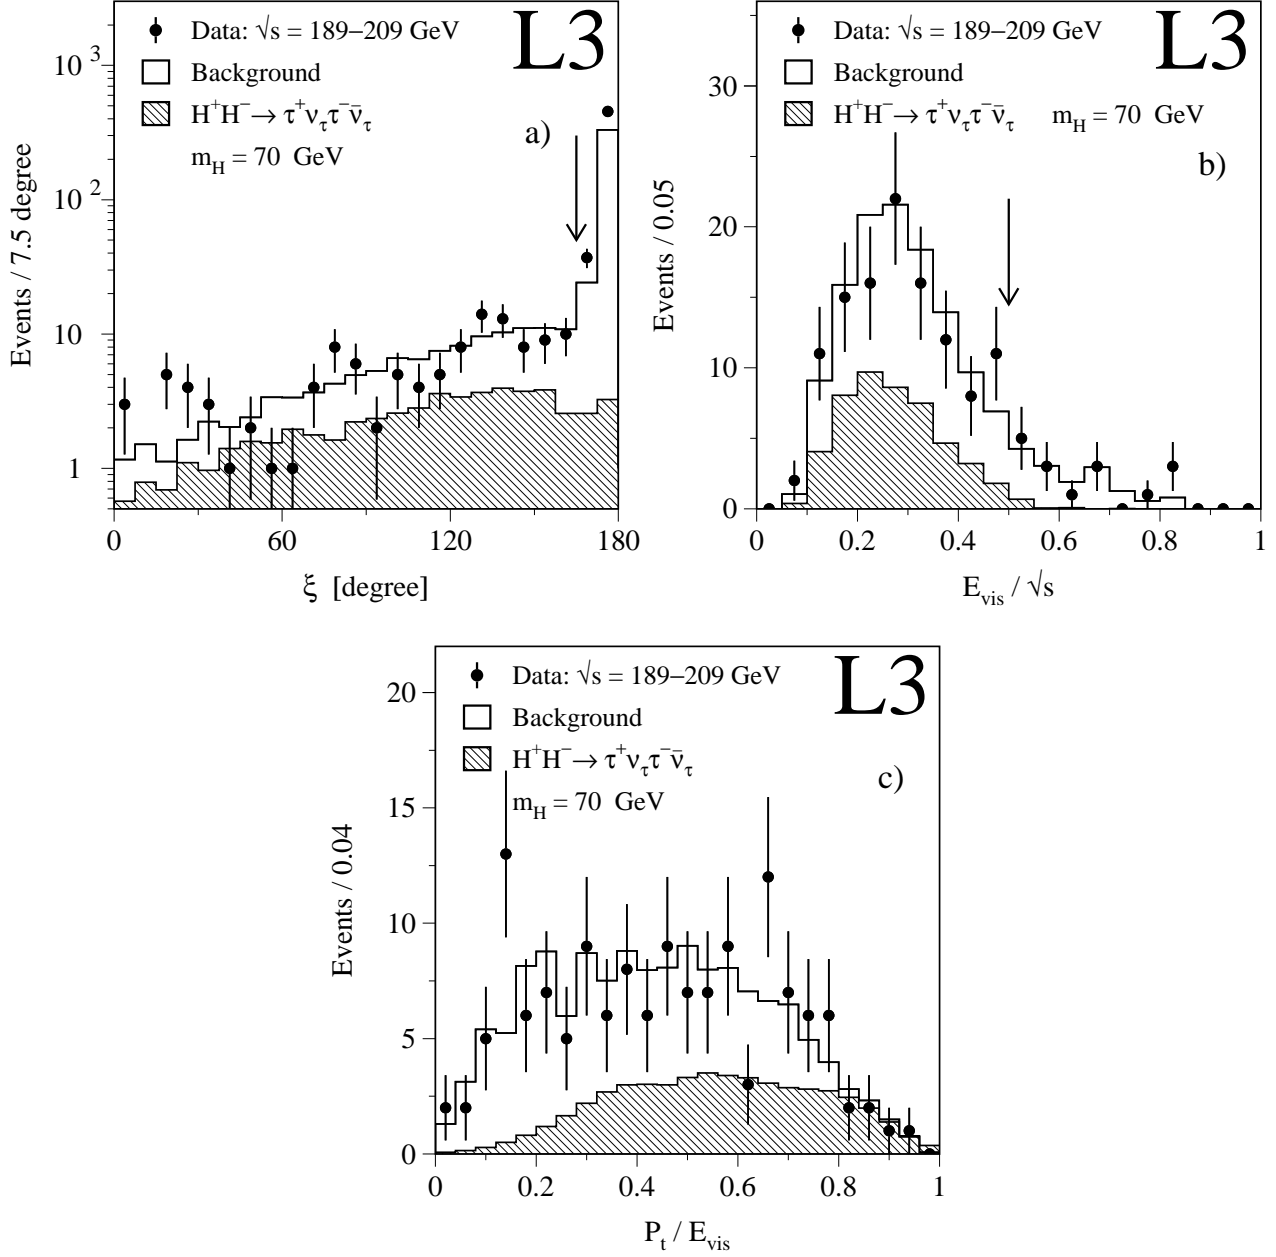 L3
Data: √s = 189–209 GeV
Background
H⁺H⁻ → τ⁺ν_τ τ⁻ν̄_τ
m_H = 70 GeV
a)
Events / 7.5 degree
10³
10²
10
1
0 60 120 180
ξ [degree]
L3
Data: √s = 189–209 GeV
Background
H⁺H⁻ → τ⁺ν_τ τ⁻ν̄_τ m_H = 70 GeV
b)
Events / 0.05
30
20
10
0
0 0.2 0.4 0.6 0.8 1
E_vis / √s
L3
Data: √s = 189–209 GeV
Background
H⁺H⁻ → τ⁺ν_τ τ⁻ν̄_τ
m_H = 70 GeV
c)
Events / 0.04
20
15
10
5
0
0 0.2 0.4 0.6 0.8 1
P_t / E_vis